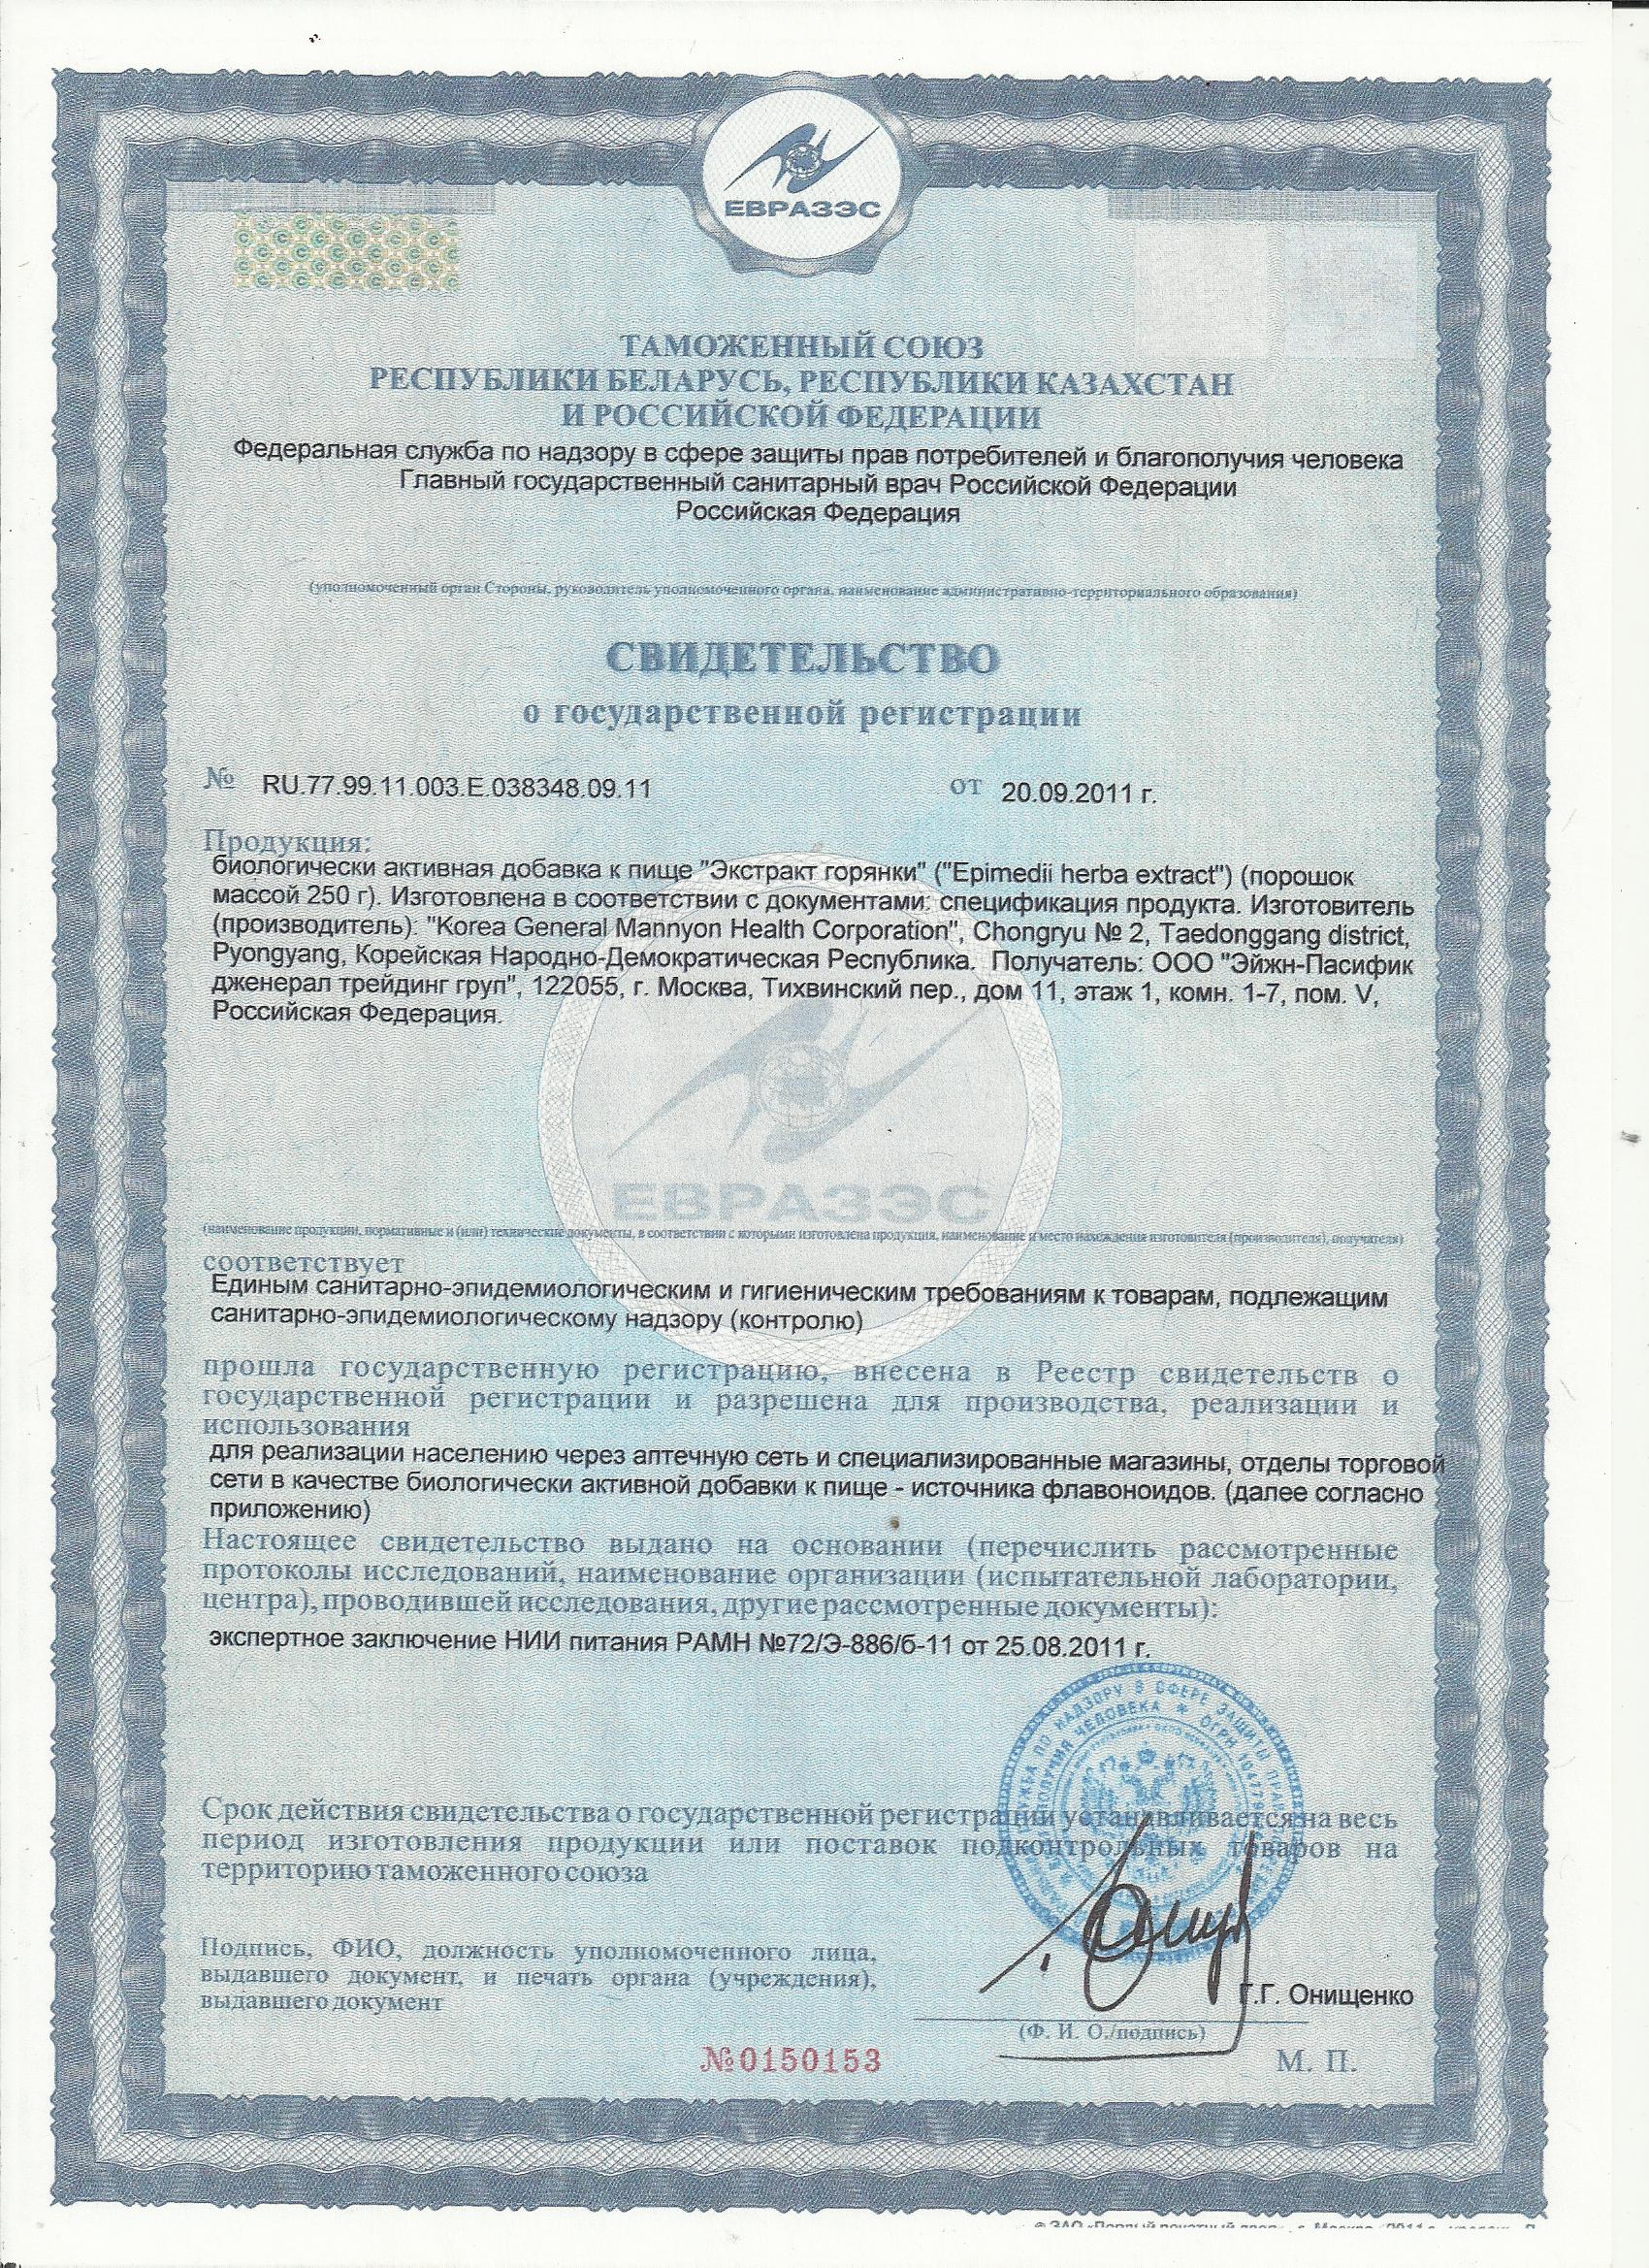 ЕВРАЗЭС
ТАМОЖЕННЫЙ СОЮЗ
РЕСПУБЛИКИ БЕЛАРУСЬ, РЕСПУБЛИКИ КАЗАХСТАН
И РОССИЙСКОЙ ФЕДЕРАЦИИ
Федеральная служба по надзору в сфере защиты прав потребителей и благополучия человека
Главный государственный санитарный врач Российской Федерации
Российская Федерация
(уполномоченный орган Стороны, руководитель уполномоченного органа, наименование административно-территориального образования)
СВИДЕТЕЛЬСТВО
о государственной регистрации
№ RU.77.99.11.003.Е.038348.09.11 от 20.09.2011 г.
Продукция:
биологически активная добавка к пище "Экстракт горянки" ("Epimedii herba extract") (порошок
массой 250 г). Изготовлена в соответствии с документами: спецификация продукта. Изготовитель
(производитель): "Korea General Mannyon Health Corporation", Chongryu № 2, Taedonggang district,
Pyongyang, Корейская Народно-Демократическая Республика. Получатель: ООО "Эйжн-Пасифик
дженерал трейдинг груп", 122055, г. Москва, Тихвинский пер., дом 11, этаж 1, комн. 1-7, пом. V,
Российская Федерация.
ЕВРАЗЭС
(наименование продукции, нормативные и (или) технические документы, в соответствии с которыми изготовлена продукция, наименование и место нахождения изготовителя (производителя), получателя)
соответствует
Единым санитарно-эпидемиологическим и гигиеническим требованиям к товарам, подлежащим
санитарно-эпидемиологическому надзору (контролю)
прошла государственную регистрацию, внесена в Реестр свидетельств о
государственной регистрации и разрешена для производства, реализации и
использования
для реализации населению через аптечную сеть и специализированные магазины, отделы торговой
сети в качестве биологически активной добавки к пище - источника флавоноидов. (далее согласно
приложению)
Настоящее свидетельство выдано на основании (перечислить рассмотренные
протоколы исследований, наименование организации (испытательной лаборатории,
центра), проводившей исследования, другие рассмотренные документы):
экспертное заключение НИИ питания РАМН №72/Э-886/б-11 от 25.08.2011 г.
Срок действия свидетельства о государственной регистрации устанавливается на весь
период изготовления продукции или поставок подконтрольных товаров на
территорию таможенного союза
Подпись, ФИО, должность уполномоченного лица,
выдавшего документ, и печать органа (учреждения),
выдавшего документ
Г.Г. Онищенко
(Ф. И. О./подпись)
№0150153
М. П.